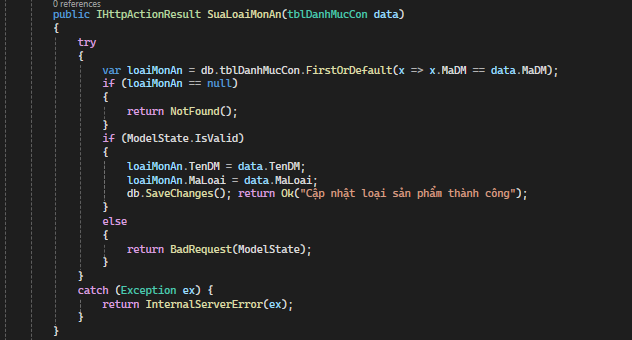 0 references
public IHttpActionResult SuaLoaiMonAn(tblDanhMucCon data)
{
try
{
var loaiMonAn = db.tblDanhMucCon.FirstOrDefault(x => x.MaDM == data.MaDM);
if (loaiMonAn == null)
{
return NotFound();
}
if (ModelState.IsValid)
{
loaiMonAn.TenDM = data.TenDM;
loaiMonAn.MaLoai = data.MaLoai;
db.SaveChanges(); return Ok("Cập nhật loại sản phẩm thành công");
}
else
{
return BadRequest(ModelState);
}
}
catch (Exception ex) {
return InternalServerError(ex);
}
}